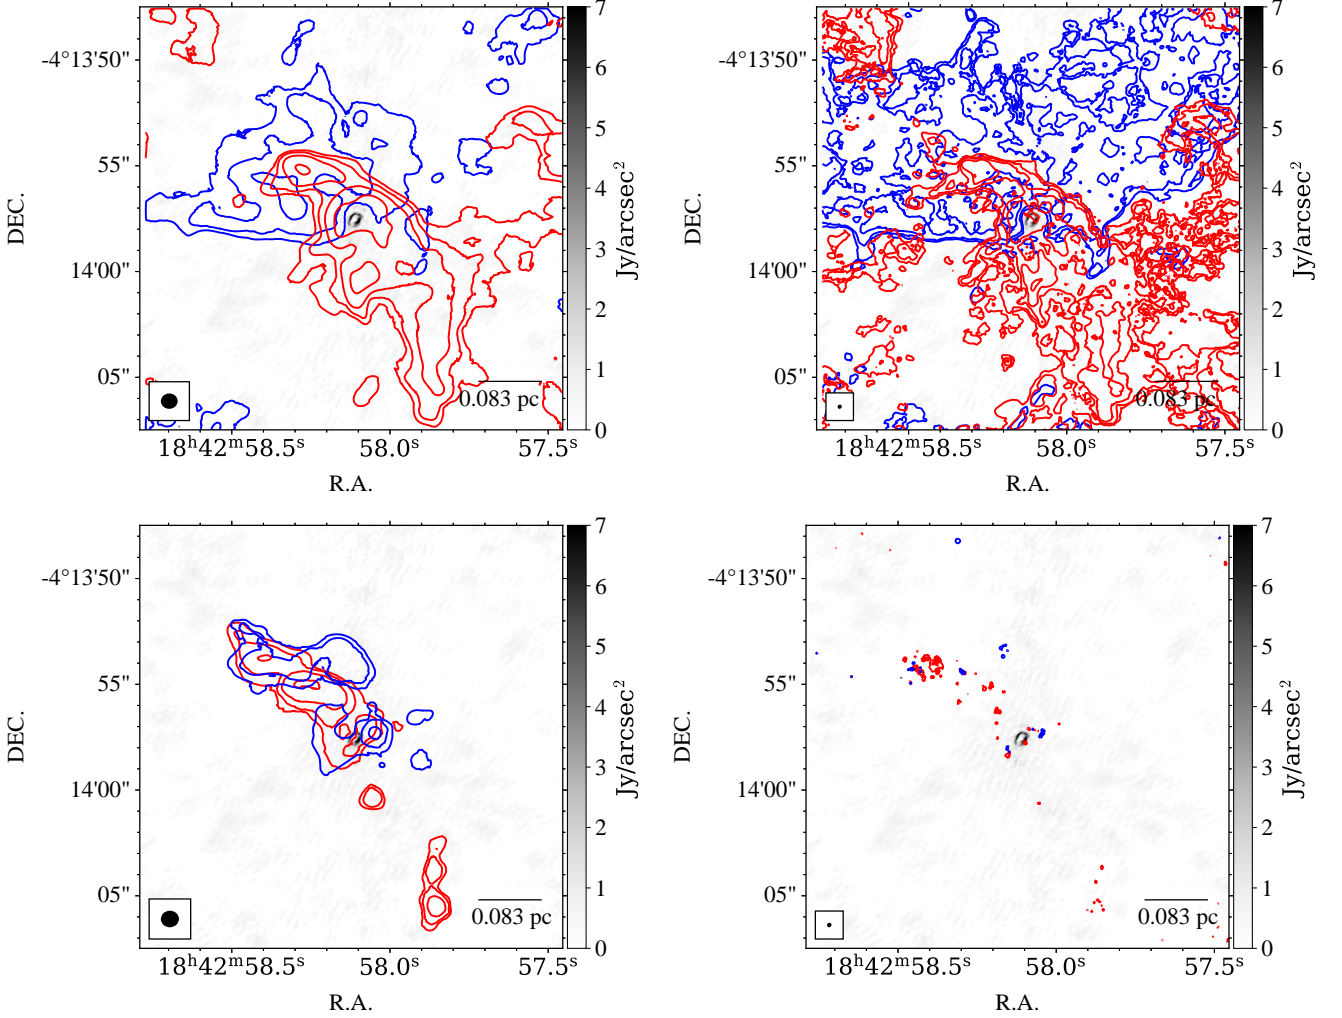 -4°13'50"
55"
14'00"
05"
DEC.
18ʰ42ᵐ58.5ˢ
58.0ˢ
57.5ˢ
R.A.
0.083 pc
7
6
5
4
3
2
1
0
Jy/arcsec²
-4°13'50"
55"
14'00"
05"
DEC.
18ʰ42ᵐ58.5ˢ
58.0ˢ
57.5ˢ
R.A.
0.083 pc
7
6
5
4
3
2
1
0
Jy/arcsec²
-4°13'50"
55"
14'00"
05"
DEC.
18ʰ42ᵐ58.5ˢ
58.0ˢ
57.5ˢ
R.A.
0.083 pc
7
6
5
4
3
2
1
0
Jy/arcsec²
-4°13'50"
55"
14'00"
05"
DEC.
18ʰ42ᵐ58.5ˢ
58.0ˢ
57.5ˢ
R.A.
0.083 pc
7
6
5
4
3
2
1
0
Jy/arcsec²